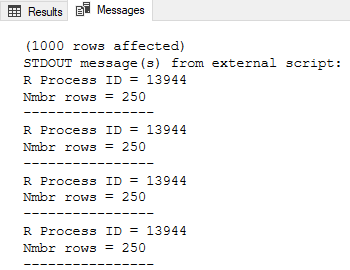 Results Messages
(1000 rows affected)
STDOUT message(s) from external script:
R Process ID = 13944
Nmbr rows = 250
----------------
R Process ID = 13944
Nmbr rows = 250
----------------
R Process ID = 13944
Nmbr rows = 250
----------------
R Process ID = 13944
Nmbr rows = 250
----------------